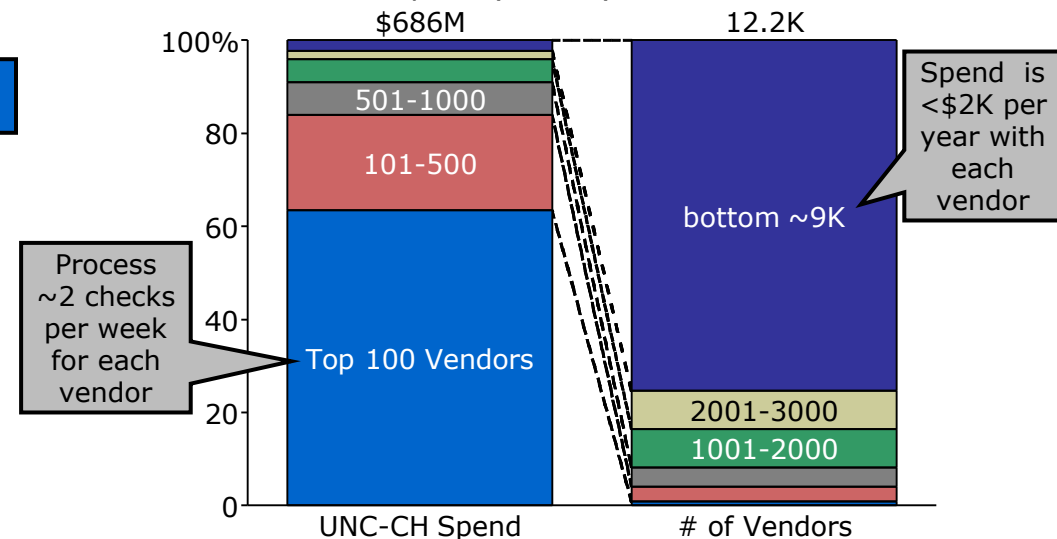 $686M
12.2K
100%
80
60
40
20
0
501-1000
101-500
Top 100 Vendors
bottom ~9K
2001-3000
1001-2000
Process
~2 checks
per week
for each
vendor
Spend is
<$2K per
year with
each
vendor
UNC-CH Spend
# of Vendors